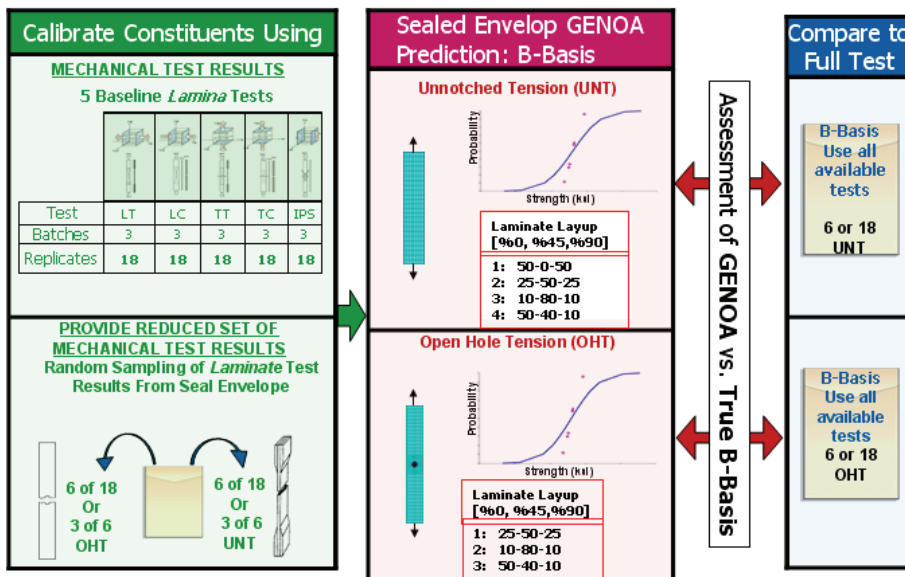 Calibrate Constituents Using
MECHANICAL TEST RESULTS
5 Baseline Lamina Tests
Test LT LC TT TC IPS
Batches 3 3 3 3 3
Replicates 18 18 18 18 18
PROVIDE REDUCED SET OF
MECHANICAL TEST RESULTS
Random Sampling of Laminate Test
Results From Seal Envelope
6 of 18
Or
3 of 6
OHT
6 of 18
Or
3 of 6
UNT
Sealed Envelop GENOA
Prediction: B-Basis
Unnotched Tension (UNT)
Probability
Strength (ksi)
Laminate Layup
[%0, %45,%90]
1: 50-0-50
2: 25-50-25
3: 10-80-10
4: 50-40-10
Open Hole Tension (OHT)
Probability
Strength (ksi)
Laminate Layup
[%0, %45,%90]
1: 25-50-25
2: 10-80-10
3: 50-40-10
Assessment of GENOA vs. True B-Basis
Compare to
Full Test
B-Basis
Use all
available
tests
6 or 18
UNT
B-Basis
Use all
available
tests
6 or 18
OHT